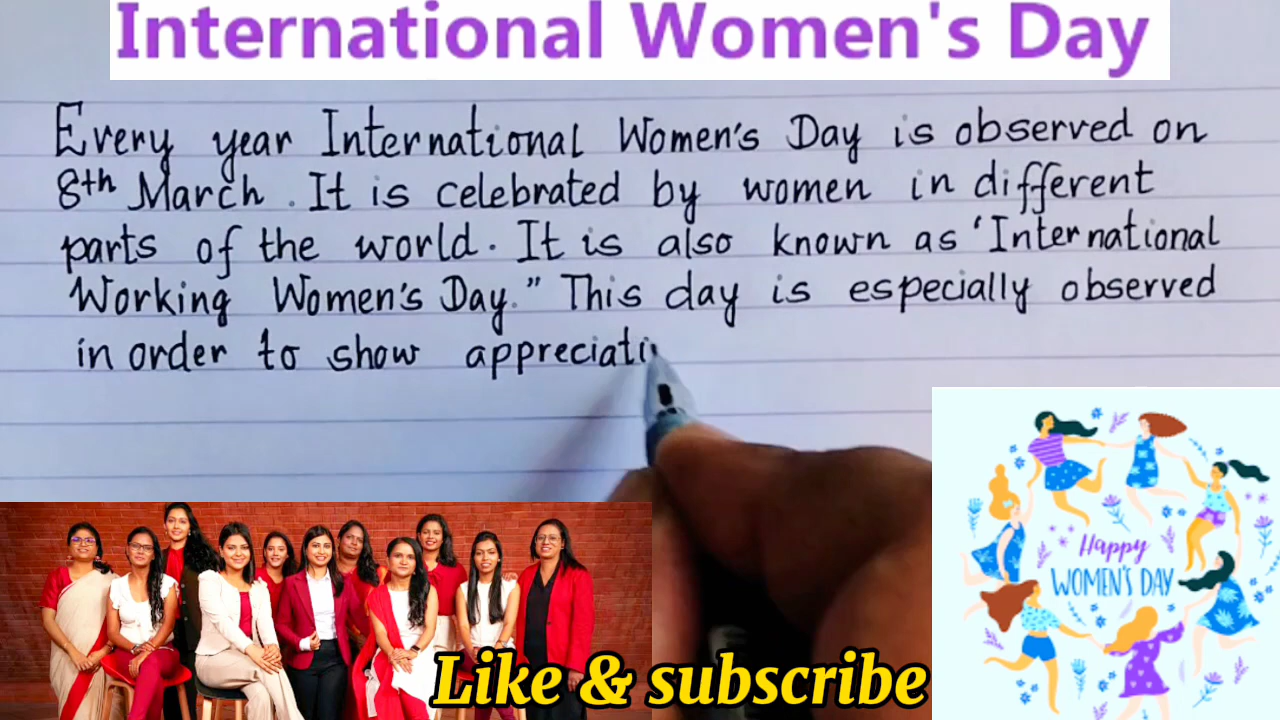 International Women's Day
Every year International Women's Day is observed on
8th March. It is celebrated by women in different
parts of the world. It is also known as 'International
Working Women's Day." This day is especially observed
in order to show appreciati
Happy
WOMEN'S DAY
Like & subscribe